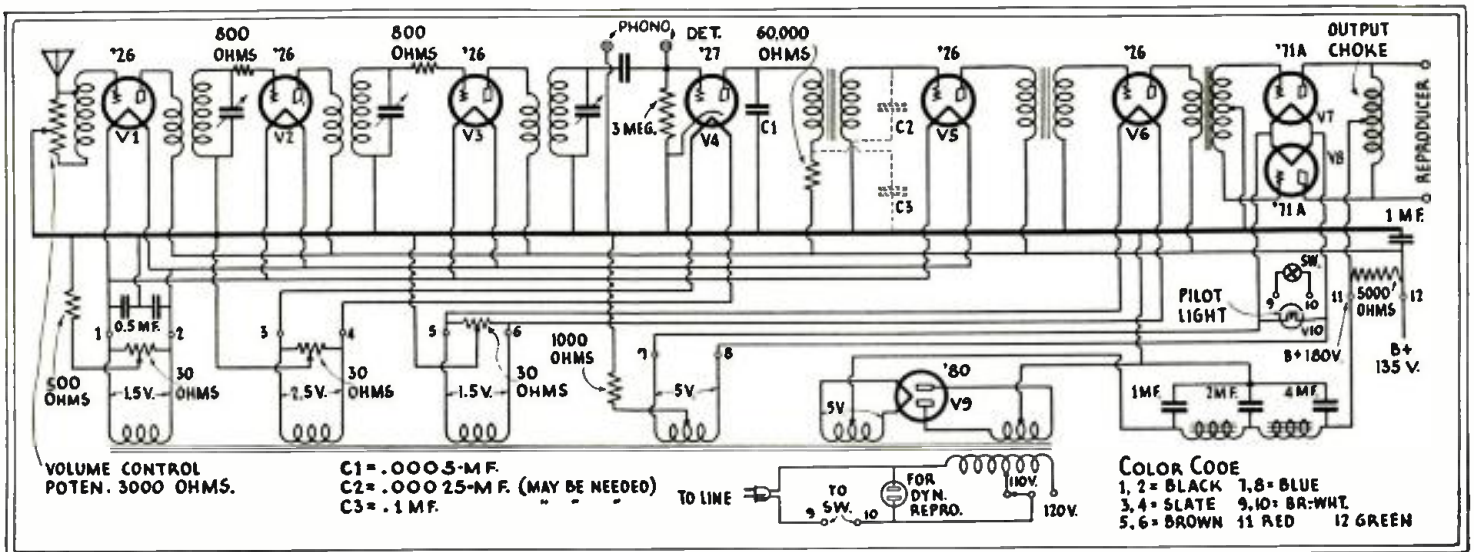 PHONO
OUTPUT
CHOKE
800
OHMS
'26
'26
800
OHMS
'26
DET.
'27
60,000
OHMS
'26
'26
'71A
V1
V2
V3
3 MEG.
V4
C1
C2
C3
V5
V6
V7
V8
'71A
REPRODUCER
1 MF.
SW.
9
10
PILOT
LIGHT
V10
11
5000
OHMS
12
B+180V.
B+
135 V.
0.5 MF.
1
2
3
4
5
6
7
8
500
OHMS
30
OHMS
1.5V.
2.5V.
30
OHMS
1.5V.
30
OHMS
1000
OHMS
5V
5V
'80
V9
1MF.
2MF.
4MF.
VOLUME CONTROL
POTEN. 3000 OHMS.
C1=.0005-MF.
C2=.00025-MF. (MAY BE NEEDED)
C3=.1MF. " " "
TO LINE
TO
SW.
9
10
FOR
DYN.
REPRO.
110V.
120V.
COLOR CODE
1,2= BLACK 7,8= BLUE
3,4= SLATE 9,10= BR-WHT.
5,6= BROWN 11 RED 12 GREEN